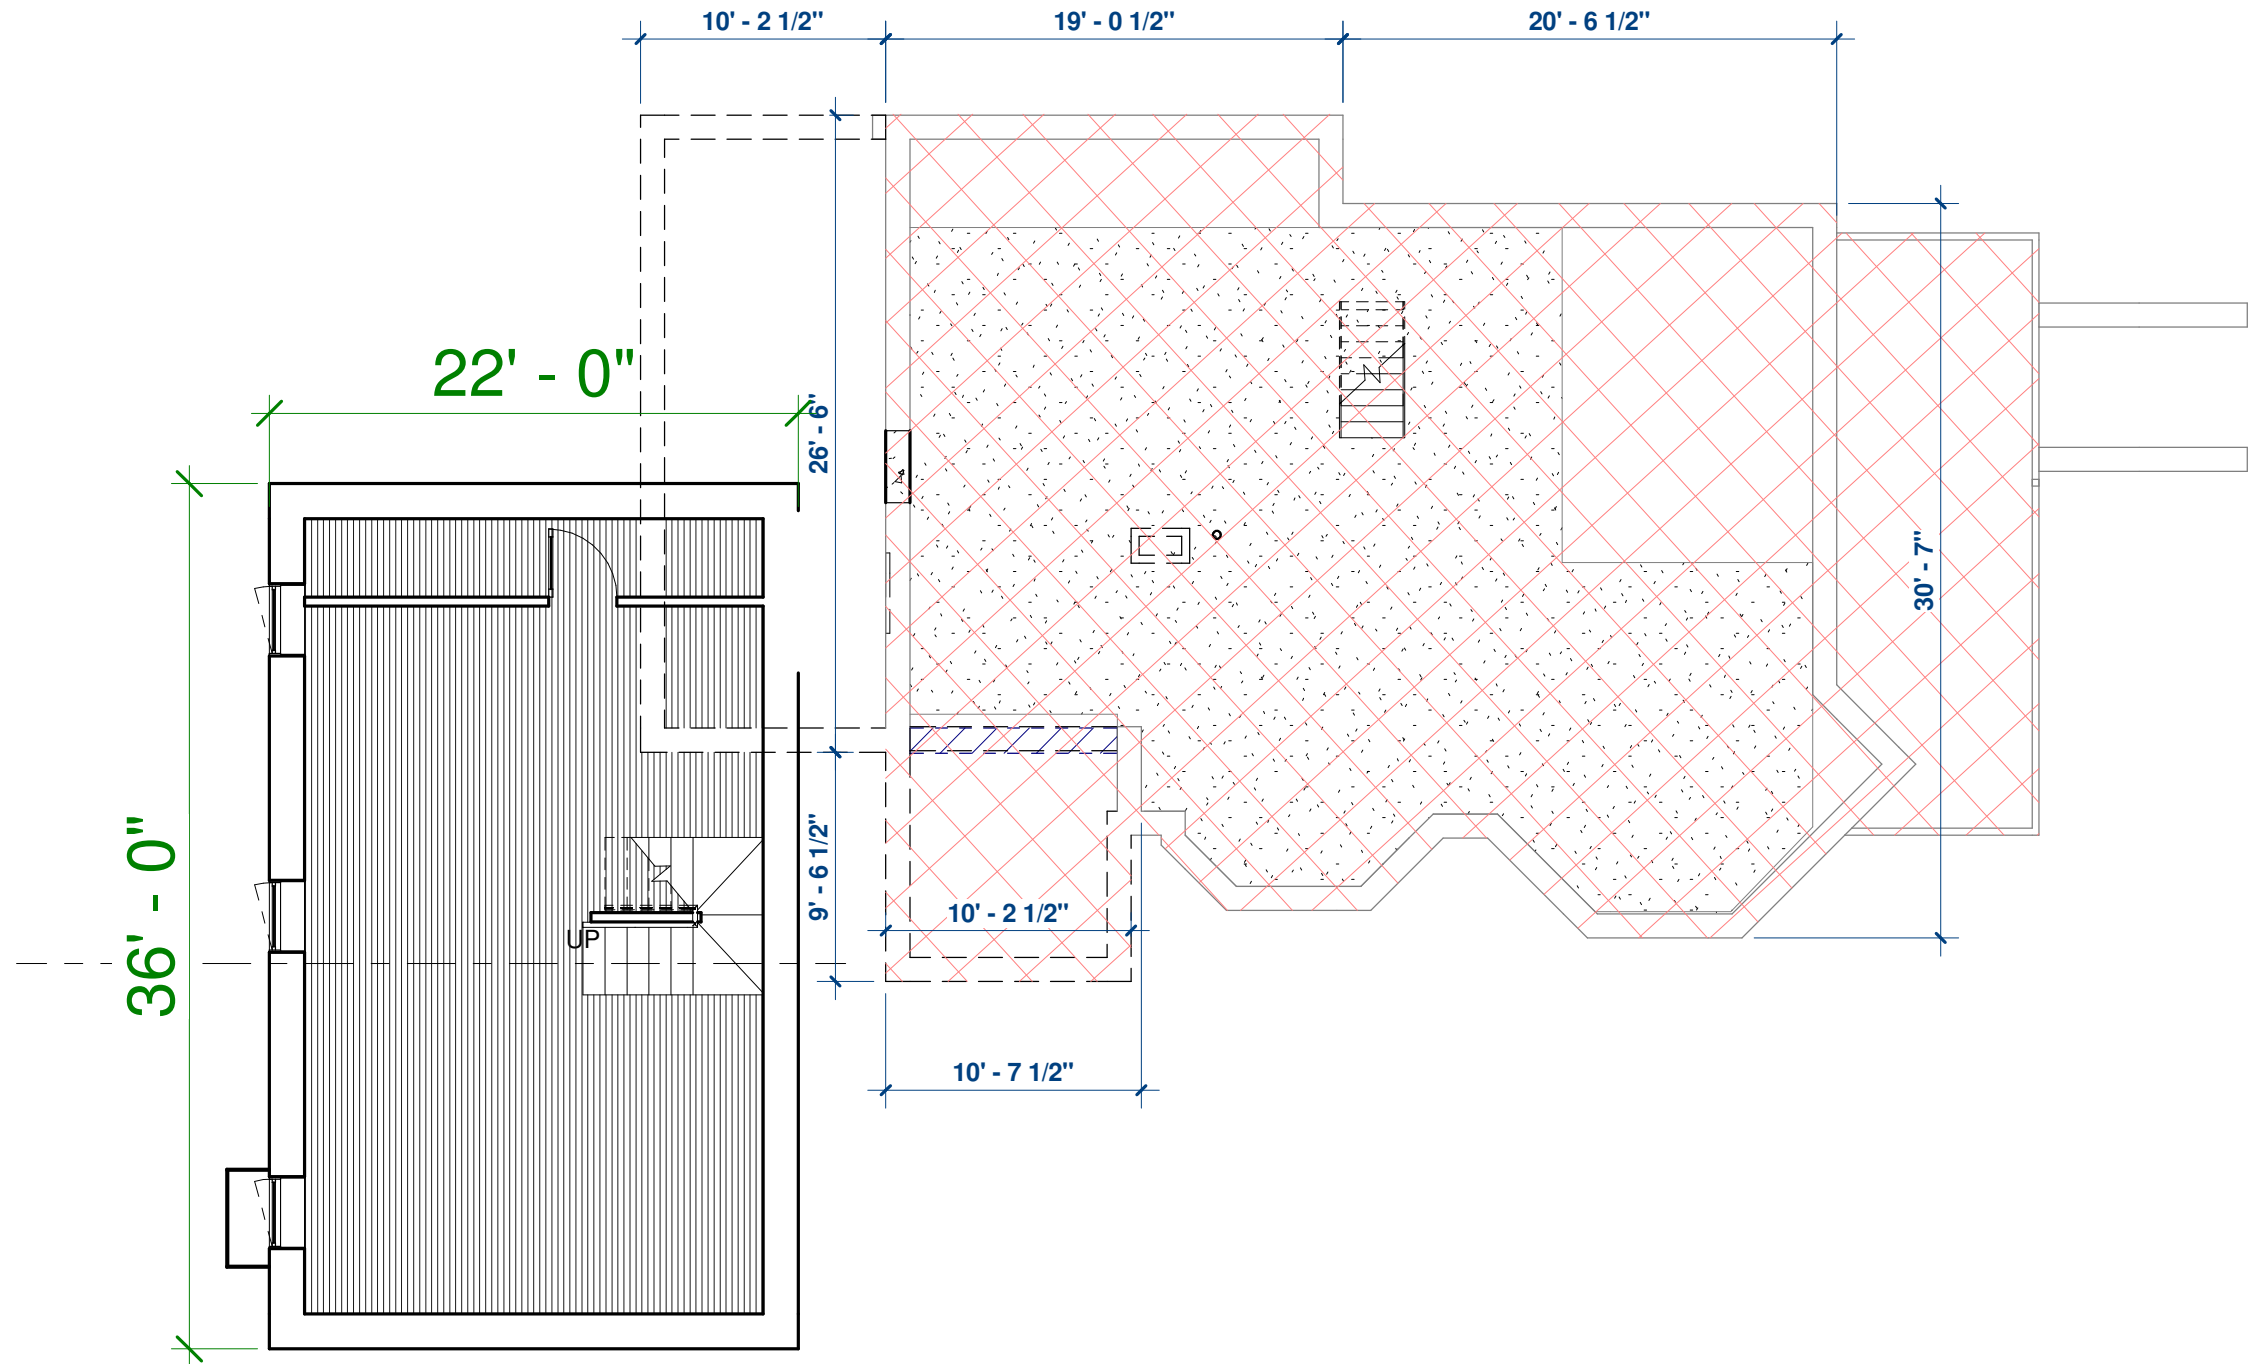 10' - 2 1/2"
19' - 0 1/2"
20' - 6 1/2"
22' - 0"
26' - 6"
30' - 7"
36' - 0"
9' - 6 1/2"
10' - 2 1/2"
UP
10' - 7 1/2"